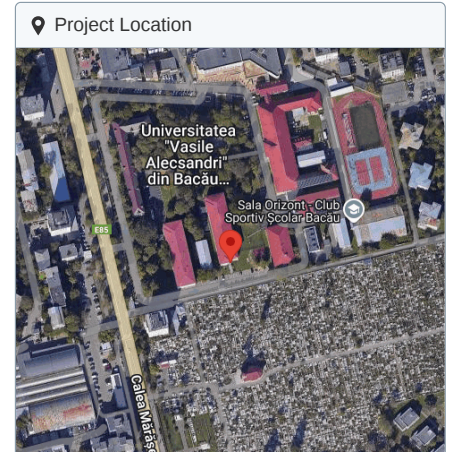 Project Location
Universitatea
"Vasile
Alecsandri"
din Bacău...
Sala Orizont - Club
Sportiv Școlar Bacău
E85
Calea Mărăș